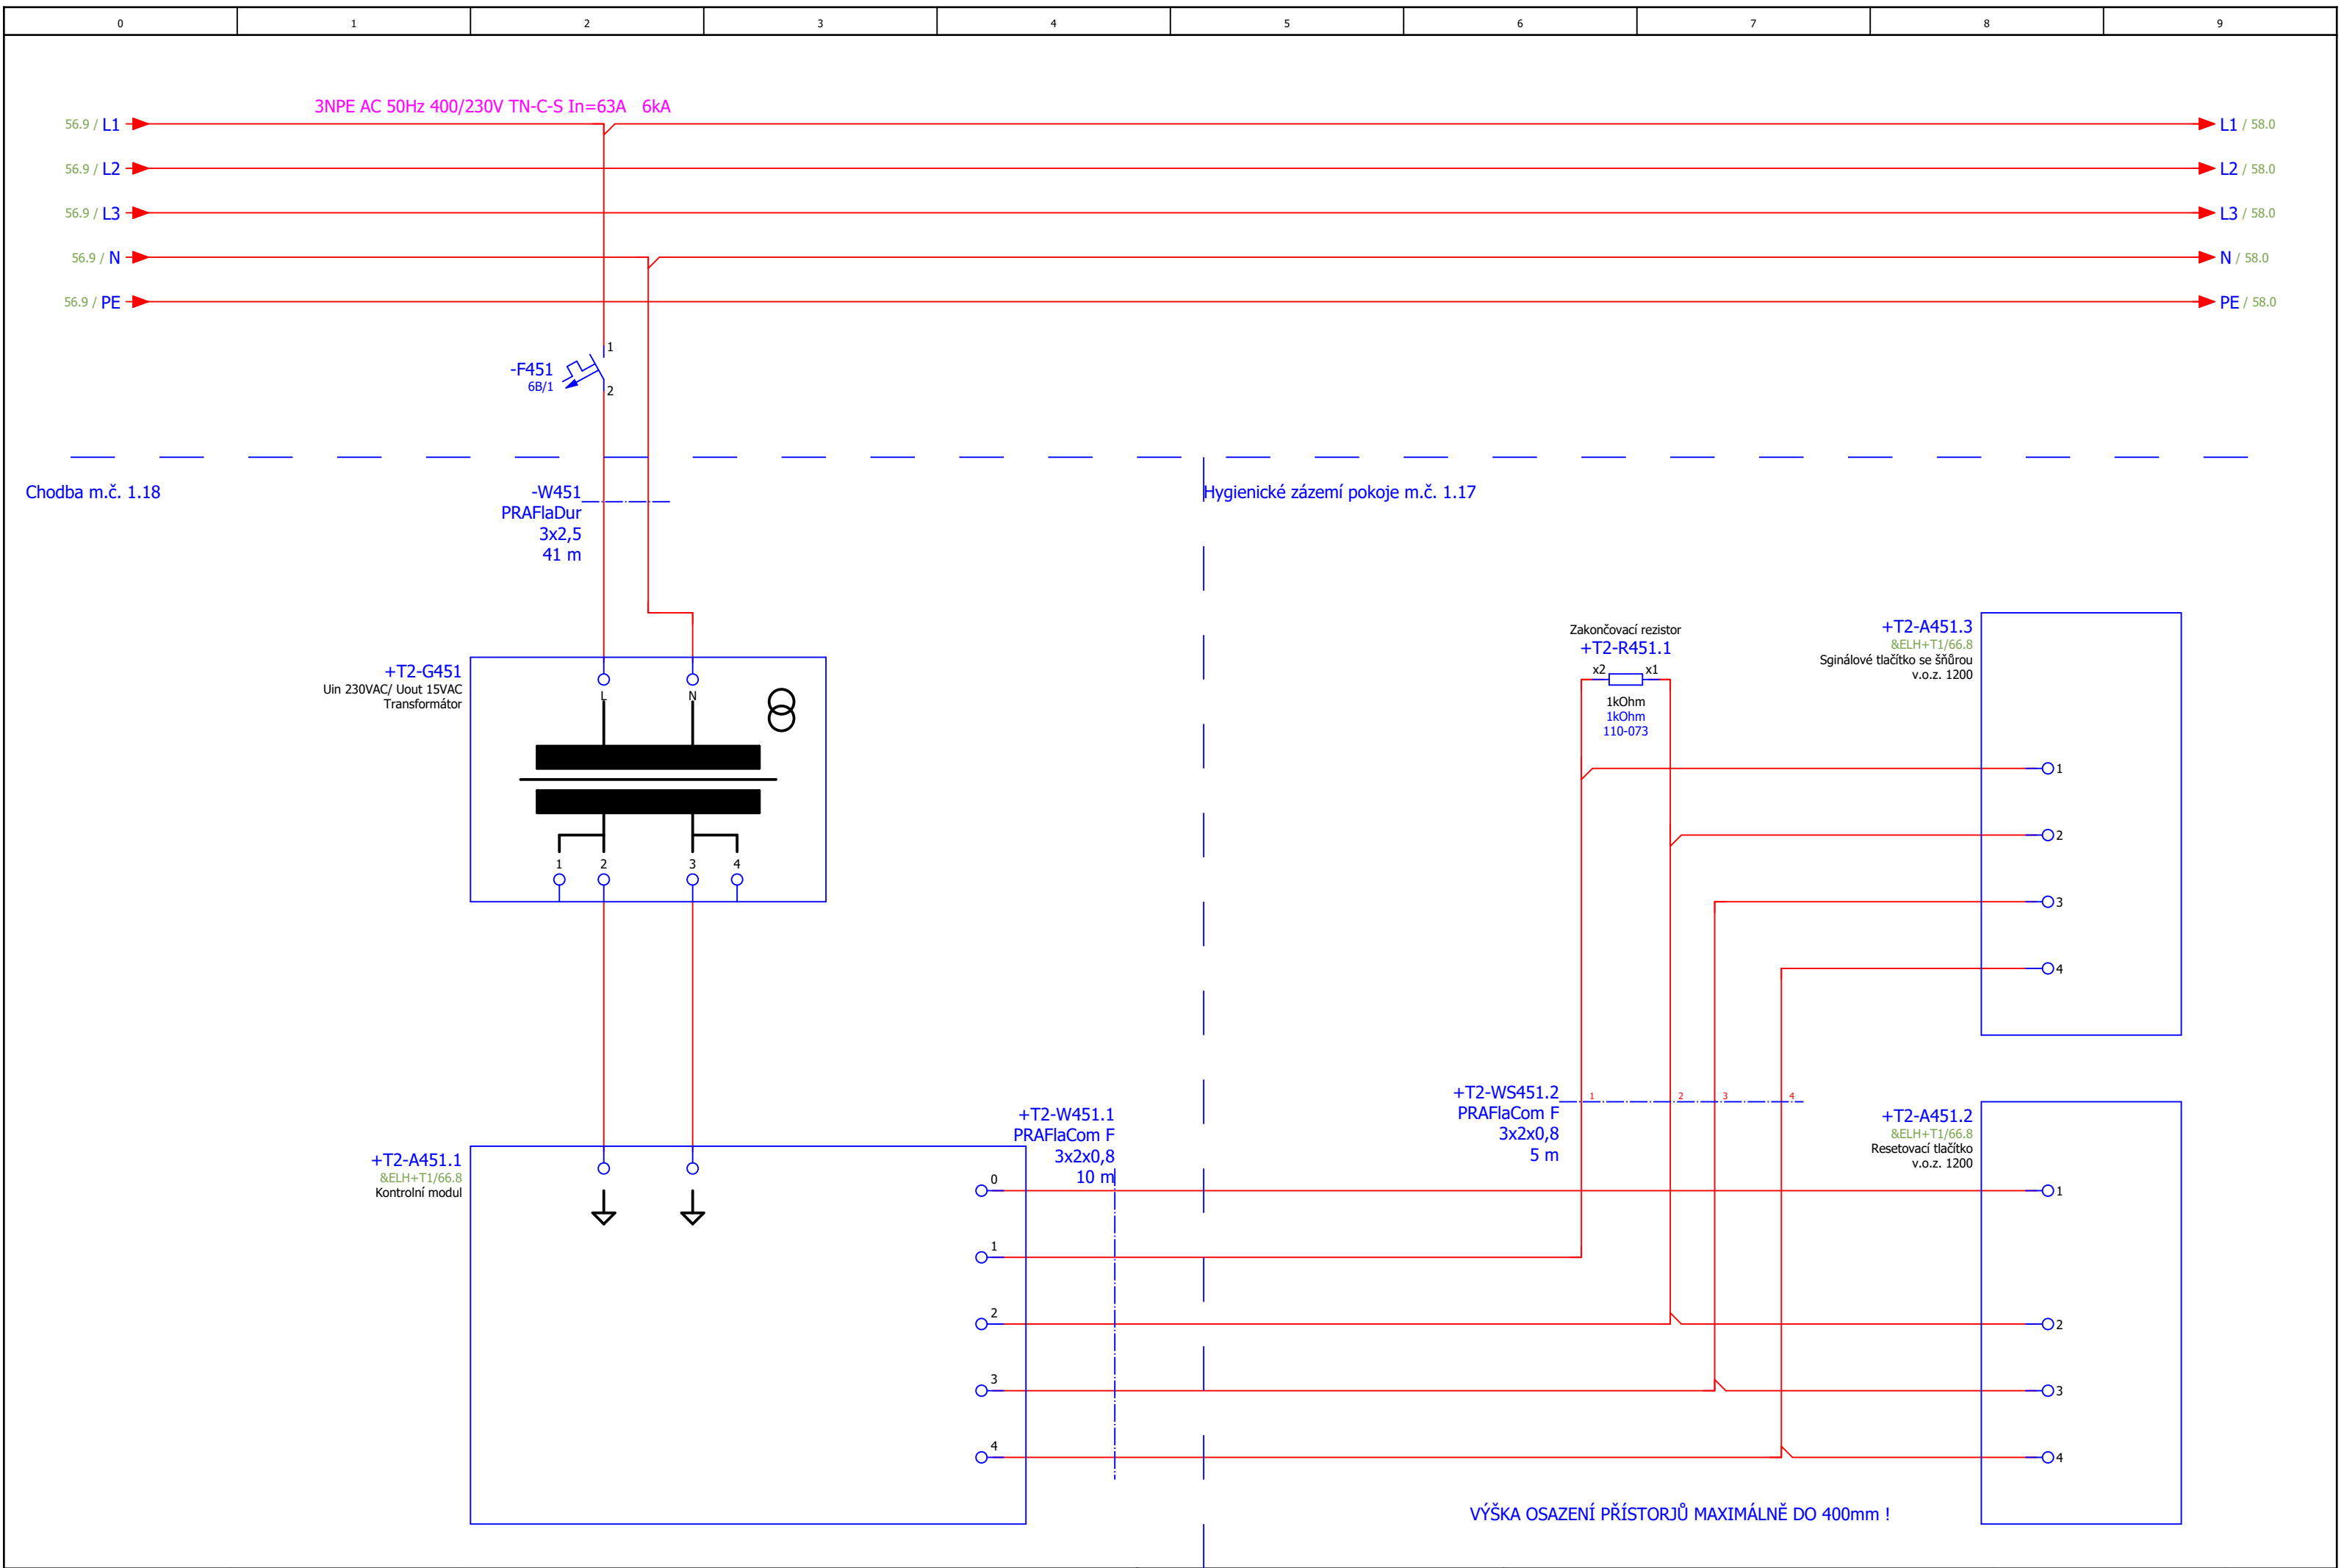 0 1 2 3 4 5 6 7 8 9
3NPE AC 50Hz 400/230V TN-C-S In=63A 6kA
56.9 / L1
L1 / 58.0
56.9 / L2
L2 / 58.0
56.9 / L3
L3 / 58.0
56.9 / N
N / 58.0
56.9 / PE
PE / 58.0
1
-F451
6B/1
2
Chodba m.č. 1.18
-W451
PRAFlaDur
3x2,5
41 m
Hygienické zázemí pokoje m.č. 1.17
+T2-G451
Uin 230VAC/ Uout 15VAC
Transformátor
L N
1 2 3 4
Zakončovací rezistor
+T2-R451.1
x2 x1
1kOhm
1kOhm
110-073
+T2-A451.3
&ELH+T1/66.8
Sginálové tlačítko se šňůrou
v.o.z. 1200
1
2
3
4
+T2-WS451.2
PRAFlaCom F
3x2x0,8
5 m
1 2 3 4
+T2-A451.2
&ELH+T1/66.8
Resetovací tlačítko
v.o.z. 1200
1
2
3
4
+T2-W451.1
PRAFlaCom F
3x2x0,8
10 m
+T2-A451.1
&ELH+T1/66.8
Kontrolní modul
0
1
2
3
4
VÝŠKA OSAZENÍ PŘÍSTORJŮ MAXIMÁLNĚ DO 400mm !